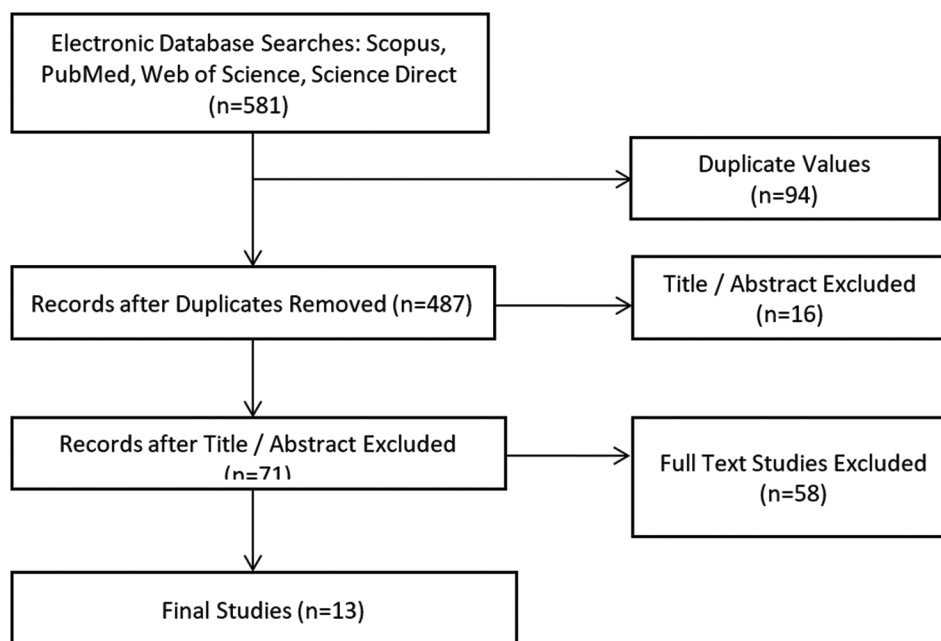 Electronic Database Searches: Scopus,
PubMed, Web of Science, Science Direct
(n=581)
Duplicate Values
(n=94)
Records after Duplicates Removed (n=487)
Title / Abstract Excluded
(n=16)
Records after Title / Abstract Excluded
(n=71)
Full Text Studies Excluded
(n=58)
Final Studies (n=13)